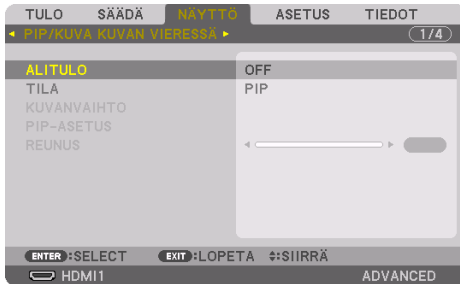 TULO SÄÄDÄ NÄYTTÖ ASETUS TIEDOT
PIP/KUVA KUVAN VIERESSÄ 1/4
ALITULO OFF
TILA PIP
KUVANVAIHTO
PIP-ASETUS
REUNUS
ENTER :SELECT EXIT :LOPETA :SIIRRÄ
HDMI1 ADVANCED